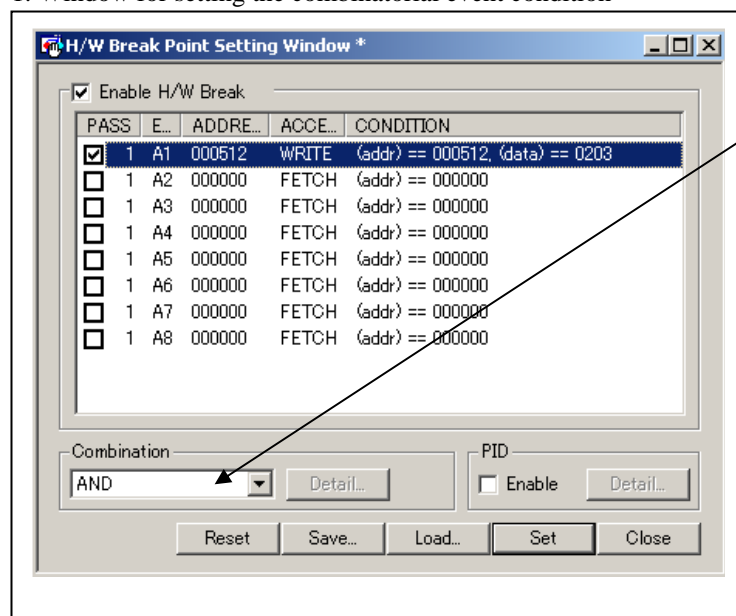 1. Window for setting the combinatorial event condition
H/W Break Point Setting Window *
Enable H/W Break
PASS E... ADDRE... ACCE... CONDITION
1 A1 000512 WRITE (addr) == 000512, (data) == 0203
1 A2 000000 FETCH (addr) == 000000
1 A3 000000 FETCH (addr) == 000000
1 A4 000000 FETCH (addr) == 000000
1 A5 000000 FETCH (addr) == 000000
1 A6 000000 FETCH (addr) == 000000
1 A7 000000 FETCH (addr) == 000000
1 A8 000000 FETCH (addr) == 000000
Combination PID
AND Detail... Enable Detail...
Reset Save... Load... Set Close